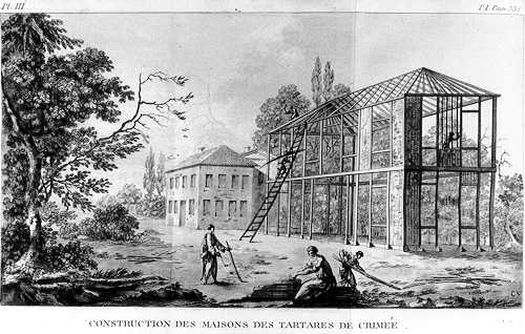 Pl. III
CONSTRUCTION DES MAISONS DES TARTARES DE CRIMÉE.